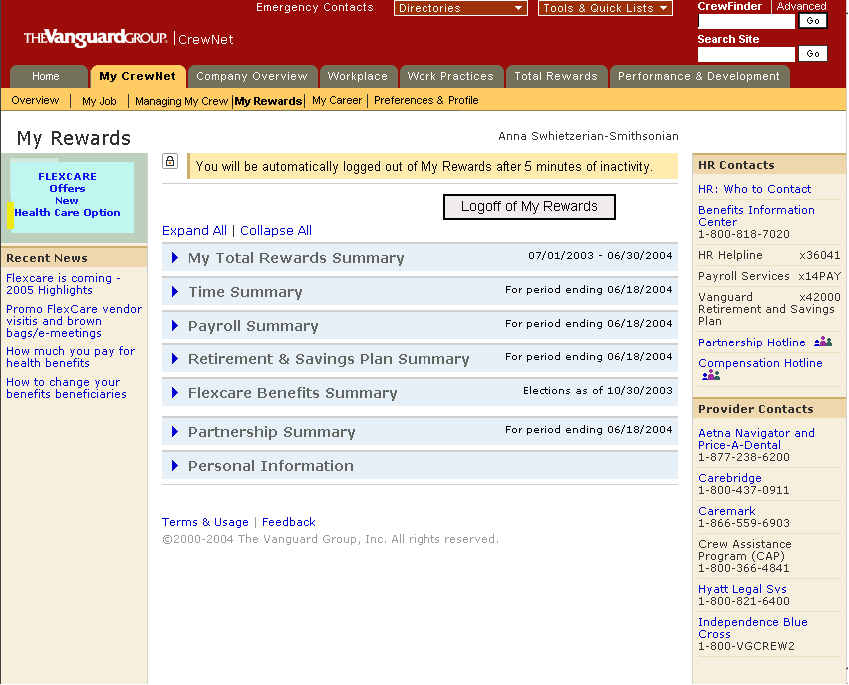 Emergency Contacts
Directories
Tools & Quick Lists
CrewFinder
Advanced
Go
Search Site
Go
THE Vanguard GROUP. CrewNet
Home
My CrewNet
Company Overview
Workplace
Work Practices
Total Rewards
Performance & Development
Overview
My Job
Managing My Crew
My Rewards
My Career
Preferences & Profile
My Rewards
Anna Swhietzerian-Smithsonian
FLEXCARE
Offers
New
Health Care Option
Recent News
Flexcare is coming -
2005 Highlights
Promo FlexCare vendor
visitis and brown
bags/e-meetings
How much you pay for
health benefits
How to change your
benefits beneficiaries
You will be automatically logged out of My Rewards after 5 minutes of inactivity.
Logoff of My Rewards
Expand All | Collapse All
My Total Rewards Summary 07/01/2003 - 06/30/2004
Time Summary For period ending 06/18/2004
Payroll Summary For period ending 06/18/2004
Retirement & Savings Plan Summary For period ending 06/18/2004
Flexcare Benefits Summary Elections as of 10/30/2003
Partnership Summary For period ending 06/18/2004
Personal Information
Terms & Usage | Feedback
©2000-2004 The Vanguard Group, Inc. All rights reserved.
HR Contacts
HR: Who to Contact
Benefits Information
Center
1-800-818-7020
HR Helpline x36041
Payroll Services x14PAY
Vanguard x42000
Retirement and Savings
Plan
Partnership Hotline
Compensation Hotline
Provider Contacts
Aetna Navigator and
Price-A-Dental
1-877-238-6200
Carebridge
1-800-437-0911
Caremark
1-866-559-6903
Crew Assistance
Program (CAP)
1-800-366-4841
Hyatt Legal Svs
1-800-821-6400
Independence Blue
Cross
1-800-VGCREW2